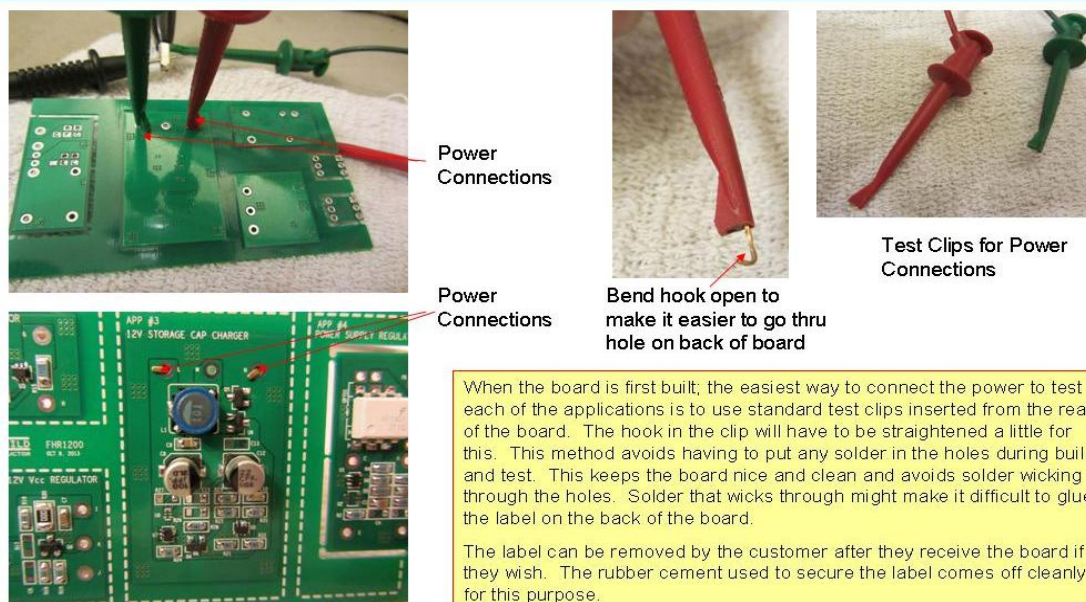 Power
Connections
Power
Connections
Bend hook open to
make it easier to go thru
hole on back of board
Test Clips for Power
Connections
APP #3
12V STORAGE CAP CHARGER
APP #4
POWER SUPPLY REGULAT
FHR1200
OCT 8, 2013
12V Vcc REGULATOR
L1
C12
When the board is first built; the easiest way to connect the power to test
each of the applications is to use standard test clips inserted from the rea
of the board. The hook in the clip will have to be straightened a little for
this. This method avoids having to put any solder in the holes during buil
and test. This keeps the board nice and clean and avoids solder wicking
through the holes. Solder that wicks through might make it difficult to glue
the label on the back of the board.
The label can be removed by the customer after they receive the board if
they wish. The rubber cement used to secure the label comes off cleanly
for this purpose.